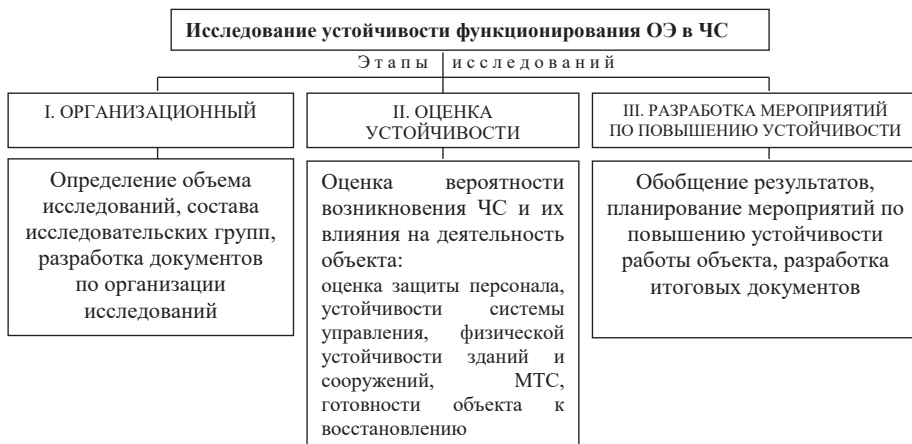 Исследование устойчивости функционирования ОЭ в ЧС
Этапы исследований
I. ОРГАНИЗАЦИОННЫЙ
Определение объема
исследований, состава
исследовательских групп,
разработка документов
по организации
исследований
II. ОЦЕНКА
УСТОЙЧИВОСТИ
Оценка вероятности
возникновения ЧС и их
влияния на деятельность
объекта:
оценка защиты персонала,
устойчивости системы
управления, физической
устойчивости зданий и
сооружений, МТС,
готовности объекта к
восстановлению
III. РАЗРАБОТКА МЕРОПРИЯТИЙ
ПО ПОВЫШЕНИЮ УСТОЙЧИВОСТИ
Обобщение результатов,
планирование мероприятий по
повышению устойчивости
работы объекта, разработка
итоговых документов